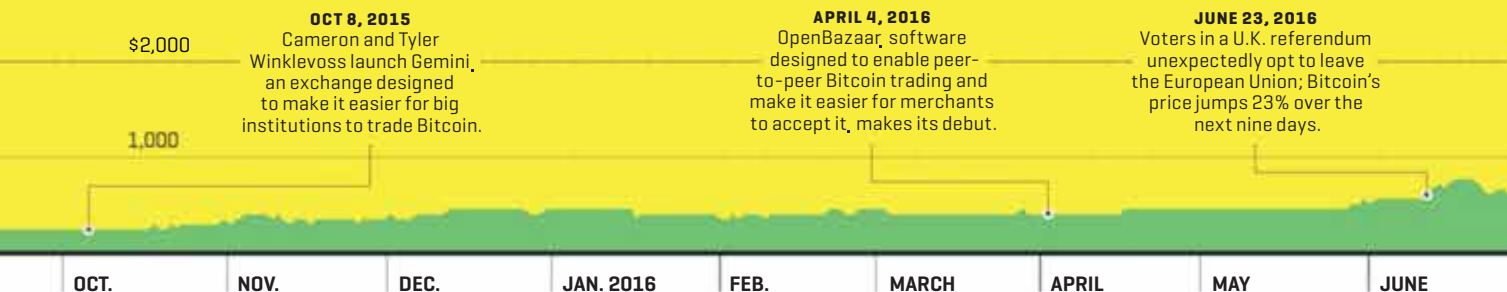 $2,000
1,000
OCT 8, 2015
Cameron and Tyler
Winklevoss launch Gemini,
an exchange designed
to make it easier for big
institutions to trade Bitcoin.
APRIL 4, 2016
OpenBazaar, software
designed to enable peer-
to-peer Bitcoin trading and
make it easier for merchants
to accept it, makes its debut.
JUNE 23, 2016
Voters in a U.K. referendum
unexpectedly opt to leave
the European Union; Bitcoin's
price jumps 23% over the
next nine days.
OCT.
NOV.
DEC.
JAN. 2016
FEB.
MARCH
APRIL
MAY
JUNE